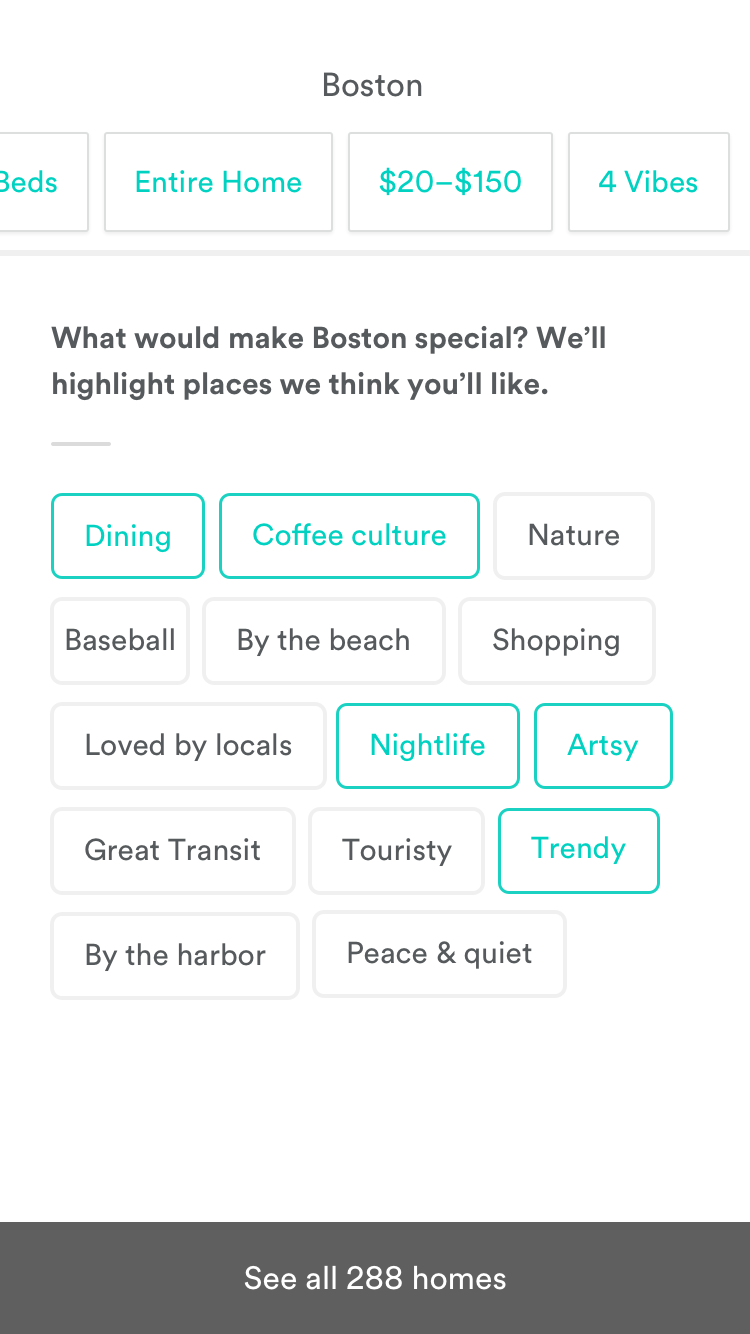 Boston
Beds Entire Home $20–$150 4 Vibes
What would make Boston special? We’ll
highlight places we think you’ll like.
Dining Coffee culture Nature
Baseball By the beach Shopping
Loved by locals Nightlife Artsy
Great Transit Touristy Trendy
By the harbor Peace & quiet
See all 288 homes